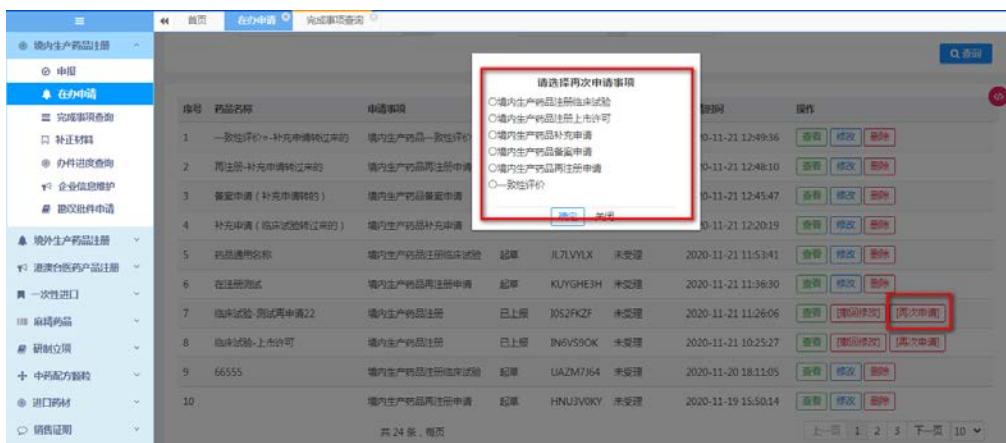 首页 在办申请 完成事项查询
境内生产药品注册
申报
在办申请
完成事项查询
补正材料
办件进度查询
企业信息维护
勘误批件申请
境外生产药品注册
港澳台医药产品注册
一次性进口
麻精药品
研制立项
中药配方颗粒
进口药材
销售证明
查询
请选择再次申请事项
境内生产药品注册临床试验
境内生产药品注册上市许可
境内生产药品补充申请
境内生产药品备案申请
境内生产药品再注册申请
一致性评价
确定 关闭
序号 药品名称 申请事项 操作
1 一致性评价+-补充申请转过来的 境内生产药品一致性评价 12:49:36 查看 修改 删除
2 再注册-补充申请转过来的 境内生产药品再注册申请 0-11-21 12:48:10 查看 修改 删除
3 备案申请（补充申请转的） 境内生产药品备案申请 0-11-21 12:45:47 查看 修改 删除
4 补充申请（临床试验转过来的） 境内生产药品补充申请 0-11-21 12:20:19 查看 修改 删除
5 药品通用名称 境内生产药品注册临床试验 起草 JL7LVYLX 未受理 2020-11-21 11:53:41 查看 修改 删除
6 在注册测试 境内生产药品再注册申请 起草 KUYGHE3H 未受理 2020-11-21 11:36:30 查看 修改 删除
7 临床试验-测试再申请22 境内生产药品注册 已上报 I0S2FKZF 未受理 2020-11-21 11:26:06 查看 [撤回修改] [再次申请]
8 临床试验-上市许可 境内生产药品注册 已上报 IN6VS9OK 未受理 2020-11-21 10:25:27 查看 [撤回修改] [再次申请]
9 66555 境内生产药品注册临床试验 起草 UAZM7J64 未受理 2020-11-20 18:11:05 查看 修改 删除
10 境内生产药品再注册申请 起草 HNU3V0KY 未受理 2020-11-19 15:50:14 查看 修改 删除
共 24 条，每页 上一页 1 2 3 下一页 10